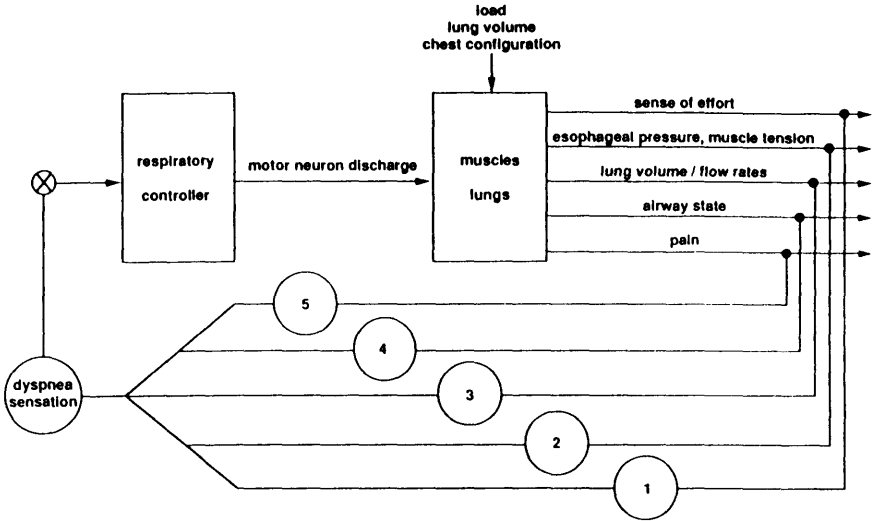 load
lung volume
chest configuration
sense of effort
esophageal pressure, muscle tension
respiratory
controller
motor neuron discharge
muscles
lungs
lung volume / flow rates
airway state
pain
5
4
dyspnea
sensation
3
2
1